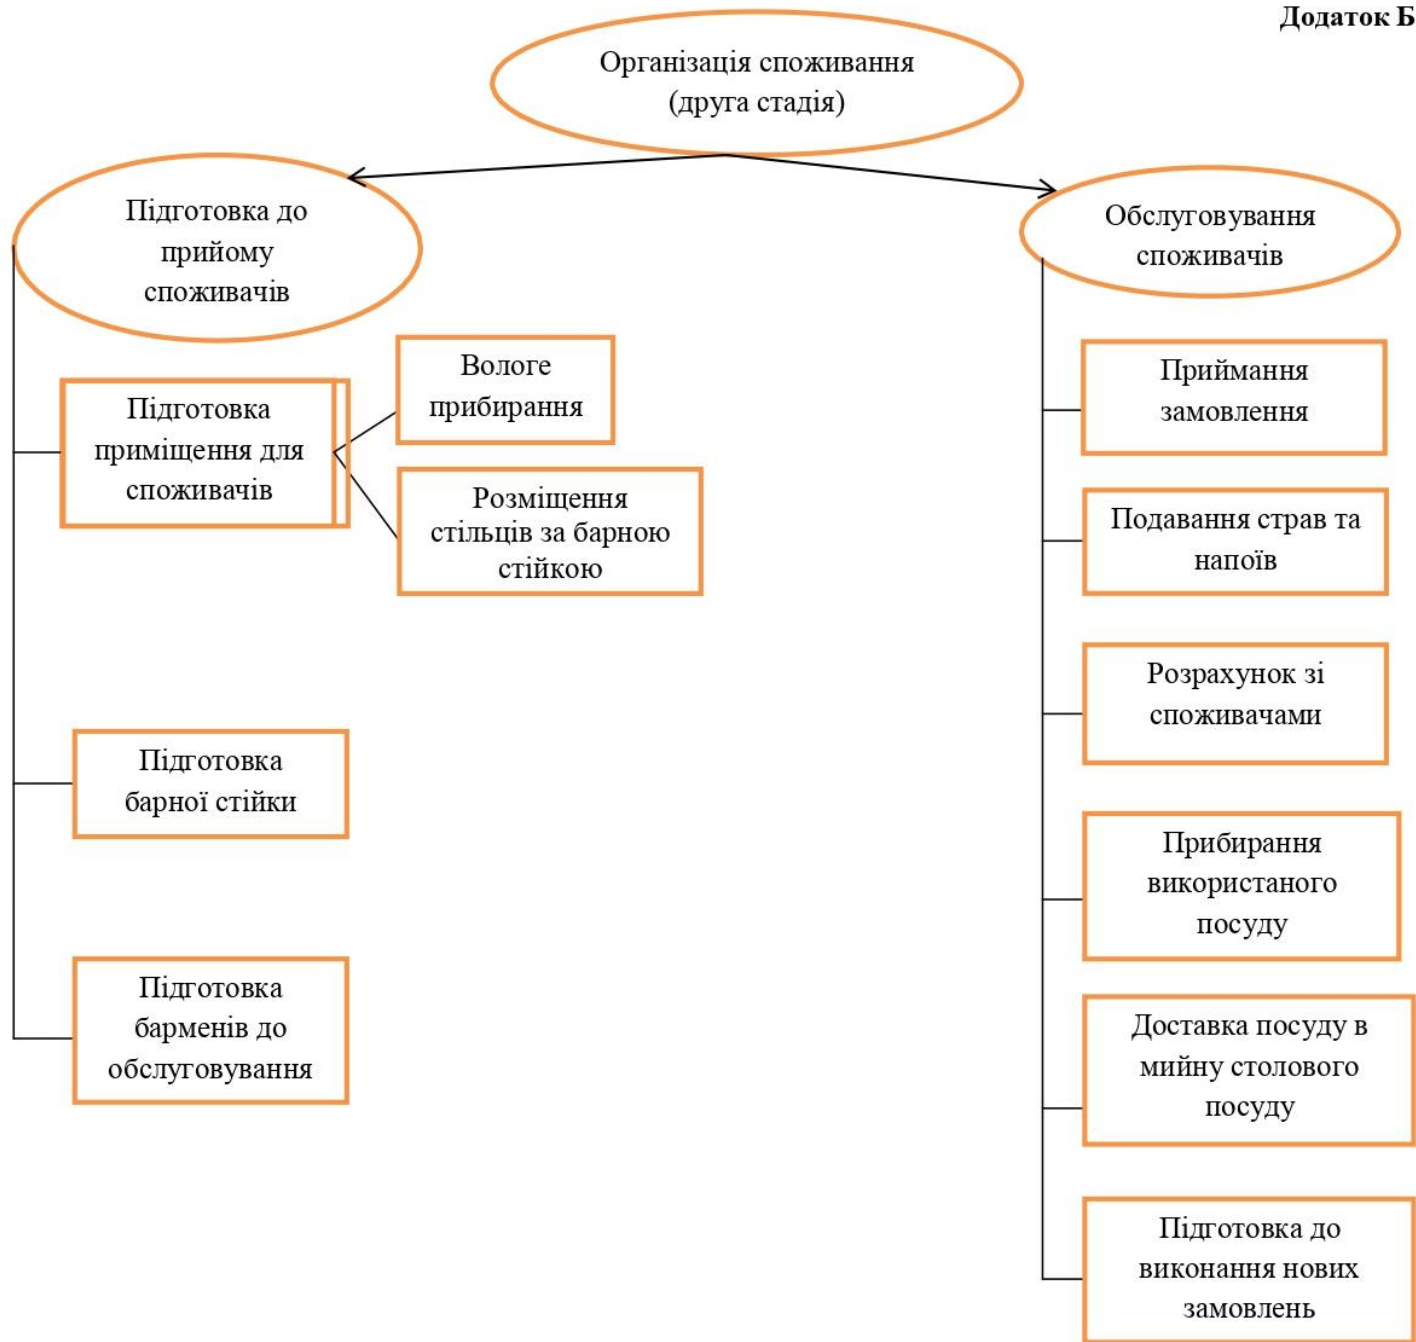 Додаток Б
Організація споживання
(друга стадія)
Підготовка до
прийому
споживачів
Підготовка
приміщення для
споживачів
Вологе
прибирання
Розміщення
стільців за барною
стійкою
Підготовка
барної стійки
Підготовка
барменів до
обслуговування
Обслуговування
споживачів
Приймання
замовлення
Подавання страв та
напоїв
Розрахунок зі
споживачами
Прибирання
використаного
посуду
Доставка посуду в
мийну столового
посуду
Підготовка до
виконання нових
замовлень